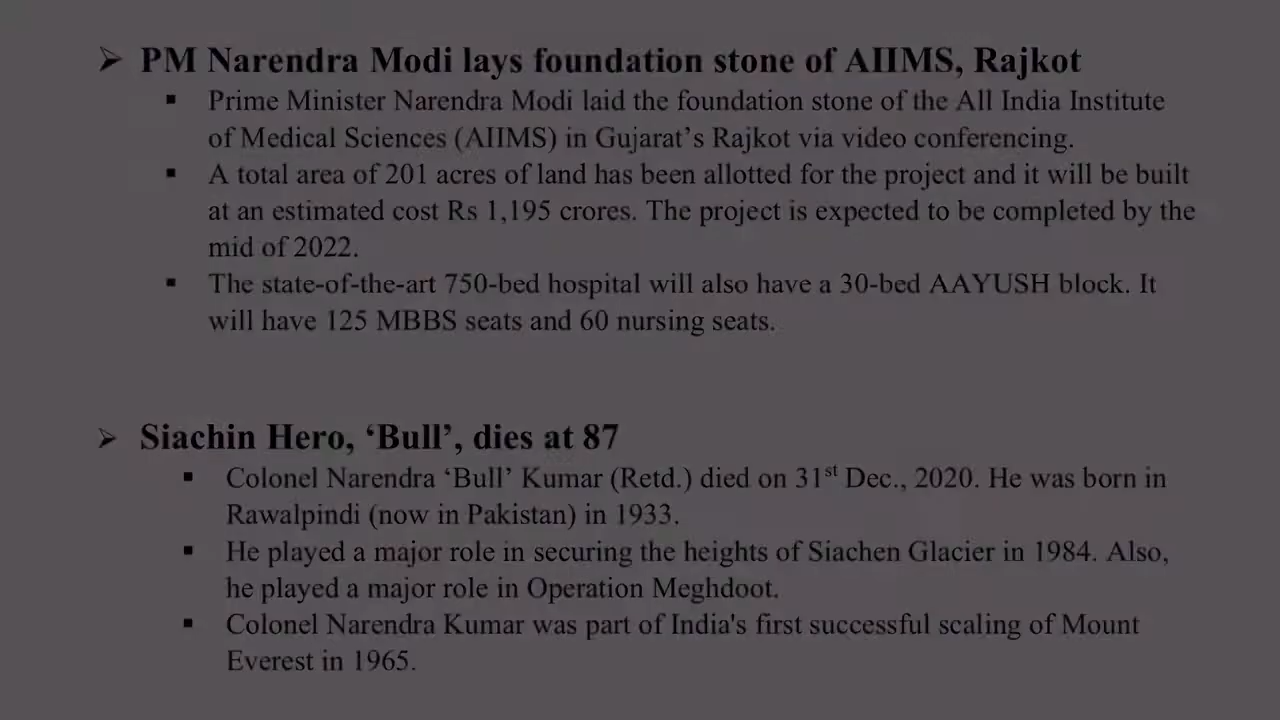 ➢ PM Narendra Modi lays foundation stone of AIIMS, Rajkot
▪ Prime Minister Narendra Modi laid the foundation stone of the All India Institute
of Medical Sciences (AIIMS) in Gujarat’s Rajkot via video conferencing.
▪ A total area of 201 acres of land has been allotted for the project and it will be built
at an estimated cost Rs 1,195 crores. The project is expected to be completed by the
mid of 2022.
▪ The state-of-the-art 750-bed hospital will also have a 30-bed AAYUSH block. It
will have 125 MBBS seats and 60 nursing seats.
➢ Siachin Hero, ‘Bull’, dies at 87
▪ Colonel Narendra ‘Bull’ Kumar (Retd.) died on 31st Dec., 2020. He was born in
Rawalpindi (now in Pakistan) in 1933.
▪ He played a major role in securing the heights of Siachen Glacier in 1984. Also,
he played a major role in Operation Meghdoot.
▪ Colonel Narendra Kumar was part of India's first successful scaling of Mount
Everest in 1965.